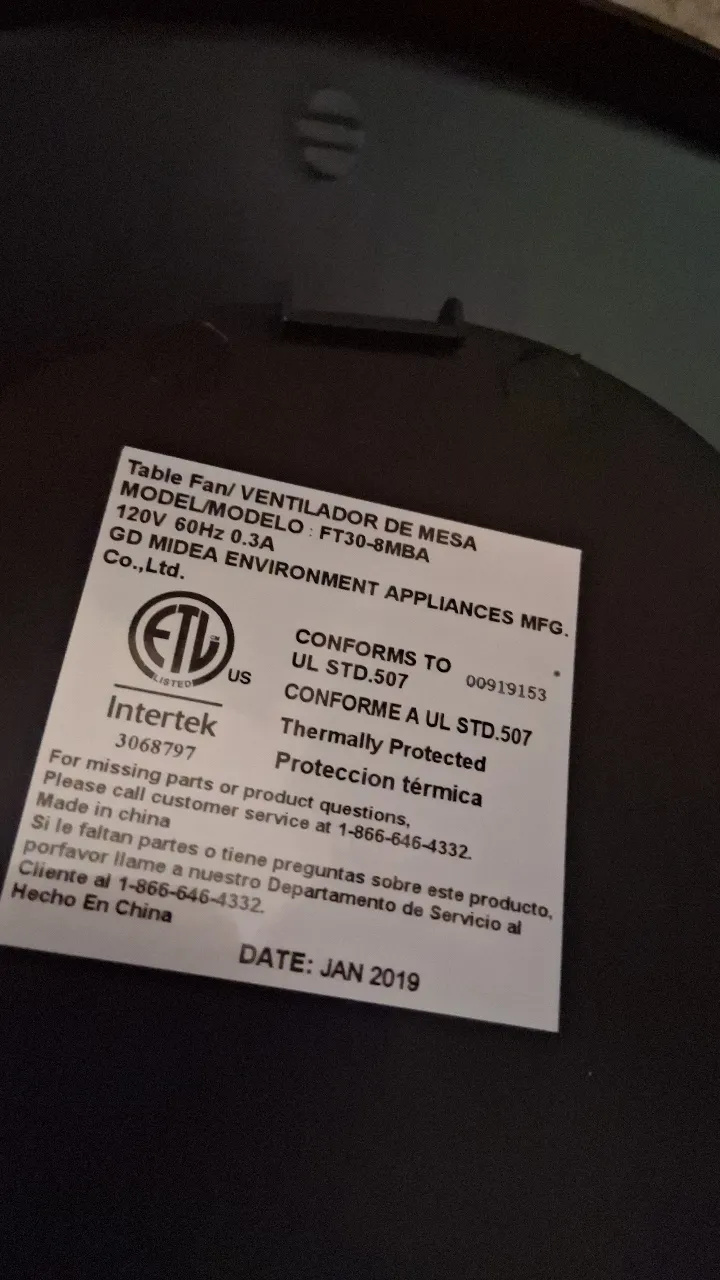 Table Fan/ VENTILADOR DE MESA
MODEL/MODELO : FT30-8MBA
120V 60Hz 0.3A
GD MIDEA ENVIRONMENT APPLIANCES MFG.
Co.,Ltd.
ETL
CM
LISTED
US
Intertek
3068797
CONFORMS TO
UL STD.507
00919153
CONFORME A UL STD.507
Thermally Protected
Proteccion térmica
For missing parts or product questions,
Please call customer service at 1-866-646-4332.
Made in china
Si le faltan partes o tiene preguntas sobre este producto,
porfavor llame a nuestro Departamento de Servicio al
Cliente al 1-866-646-4332.
Hecho En China
DATE: JAN 2019